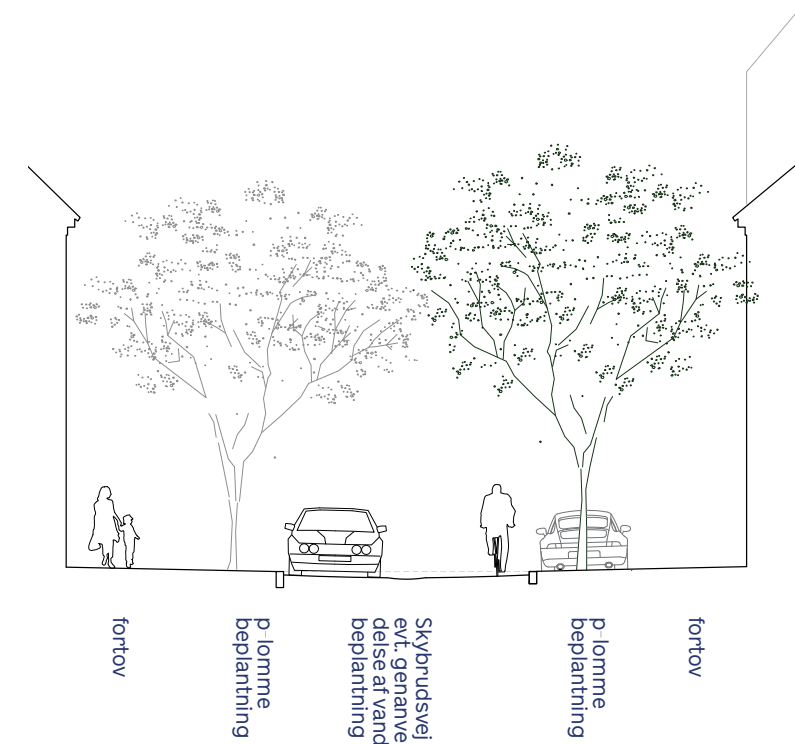 fortov
p-lomme
beplantning
Skybrudsvej
evt. genanve
delse af vand
beplantning
p-lomme
beplantning
fortov